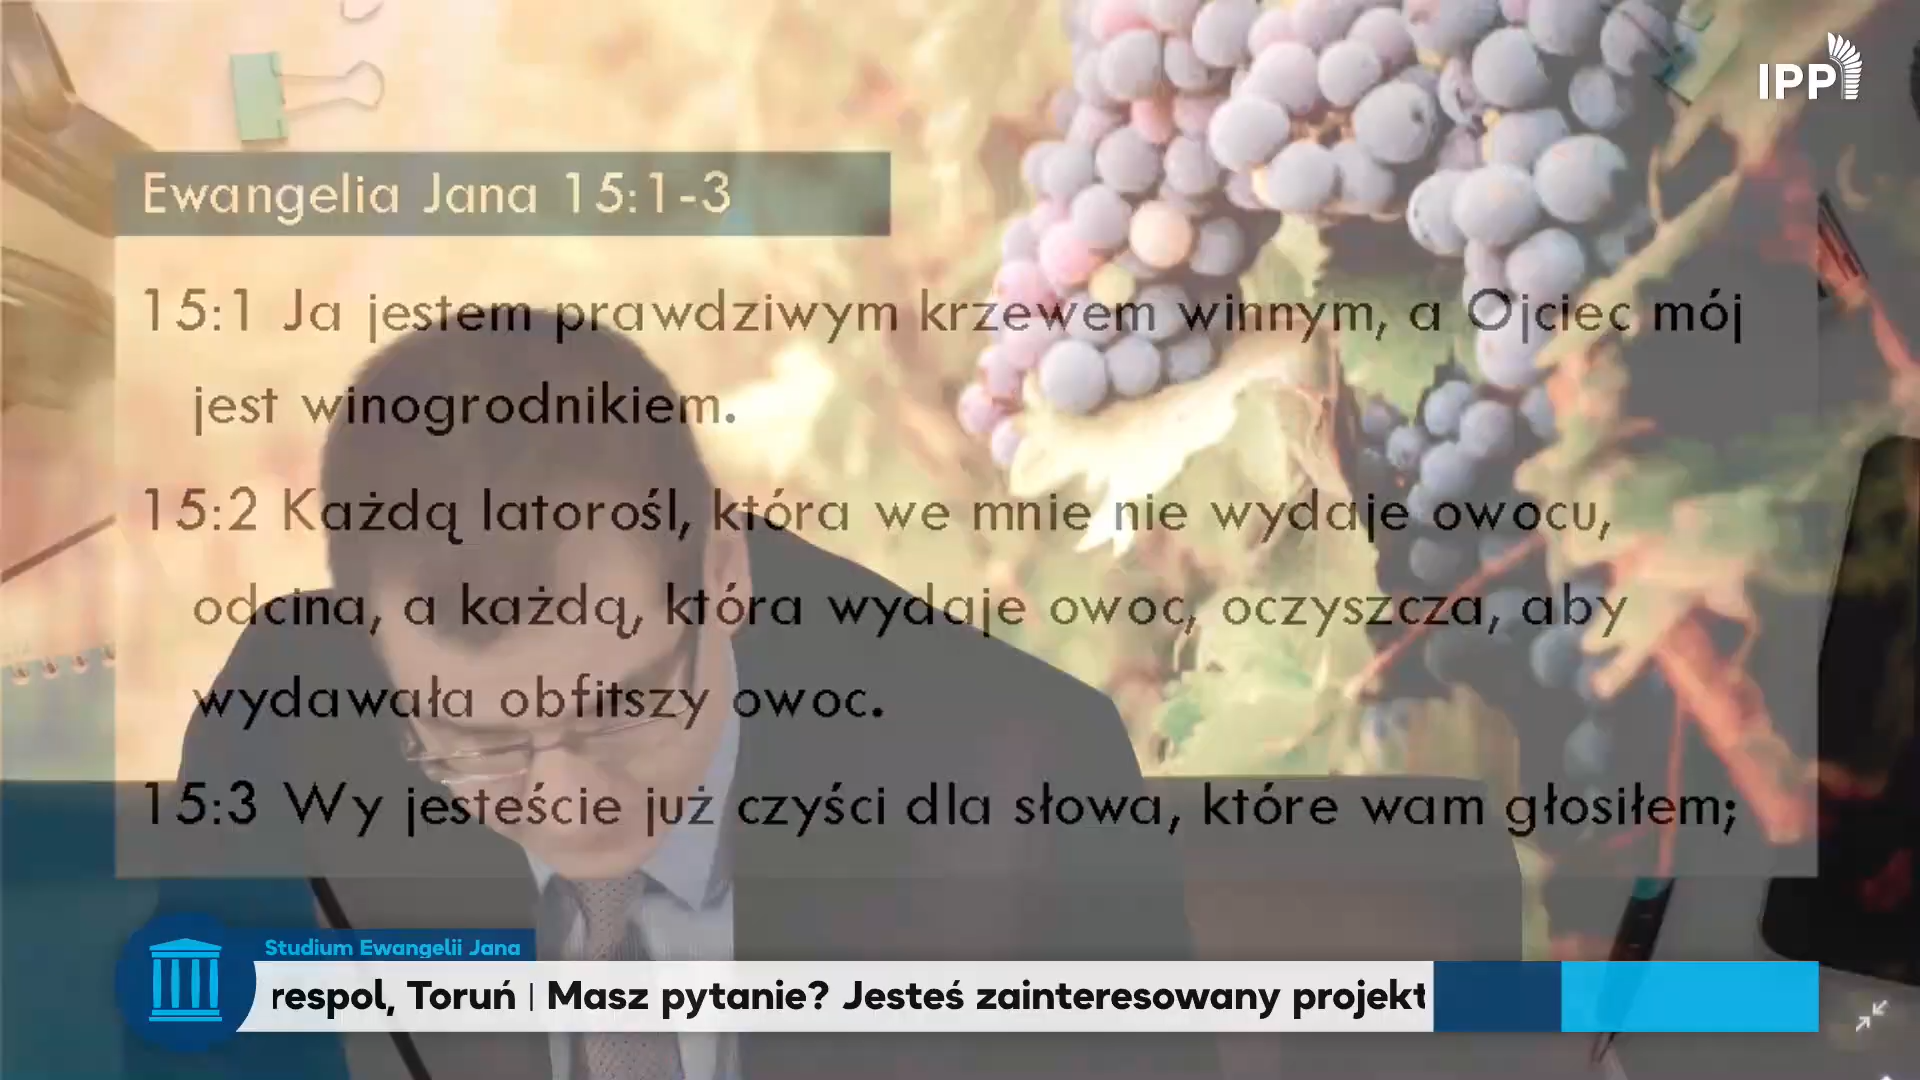 IPP
Ewangelia Jana 15:1-3
15:1 Ja jestem prawdziwym krzewem winnym, a Ojciec mój
jest winogrodnikiem.
15:2 Każdą latorośl, która we mnie nie wydaje owocu,
odcina, a każdą, która wydaje owoc, oczyszcza, aby
wydawała obfitszy owoc.
15:3 Wy jesteście już czyści dla słowa, które wam głosiłem;
Studium Ewangelii Jana
respol, Toruń | Masz pytanie? Jesteś zainteresowany projekt